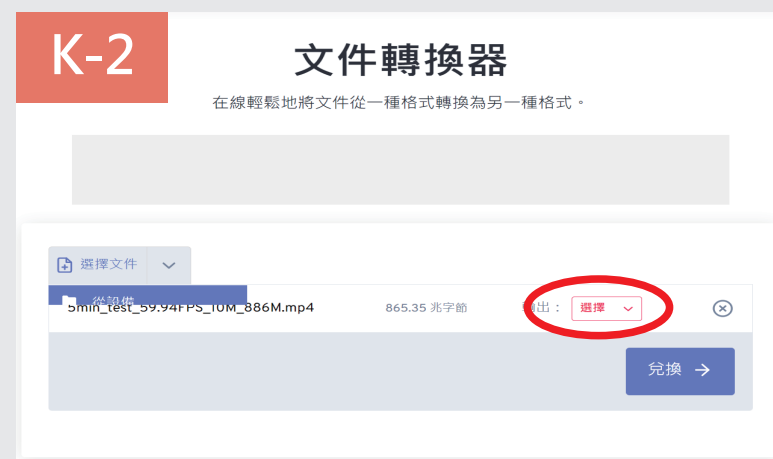 K-2
文件轉換器
在線輕鬆地將文件從一種格式轉換為另一種格式。
選擇文件
從設備
5min_test_59.94FPS_10M_886M.mp4
865.35 兆字節
輸出： 選擇
兌換 →